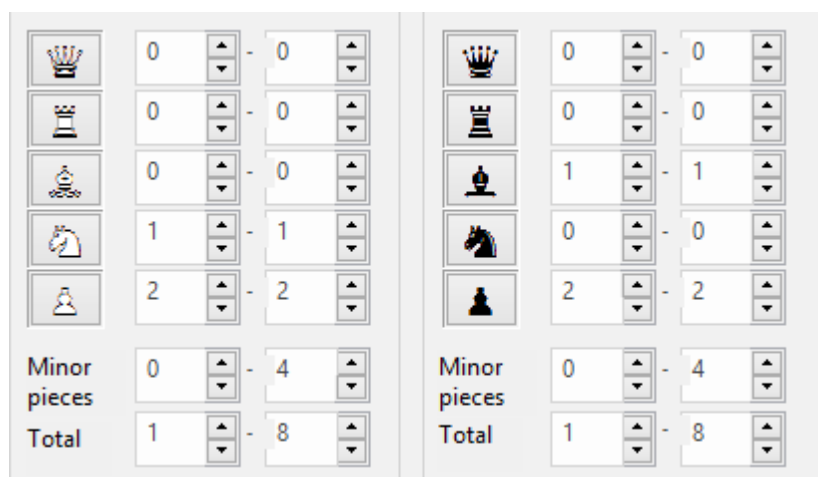 0 - 0 0 - 0
0 - 0 0 - 0
0 - 0 1 - 1
1 - 1 0 - 0
2 - 2 2 - 2
Minor pieces 0 - 4 Minor pieces 0 - 4
Total 1 - 8 Total 1 - 8